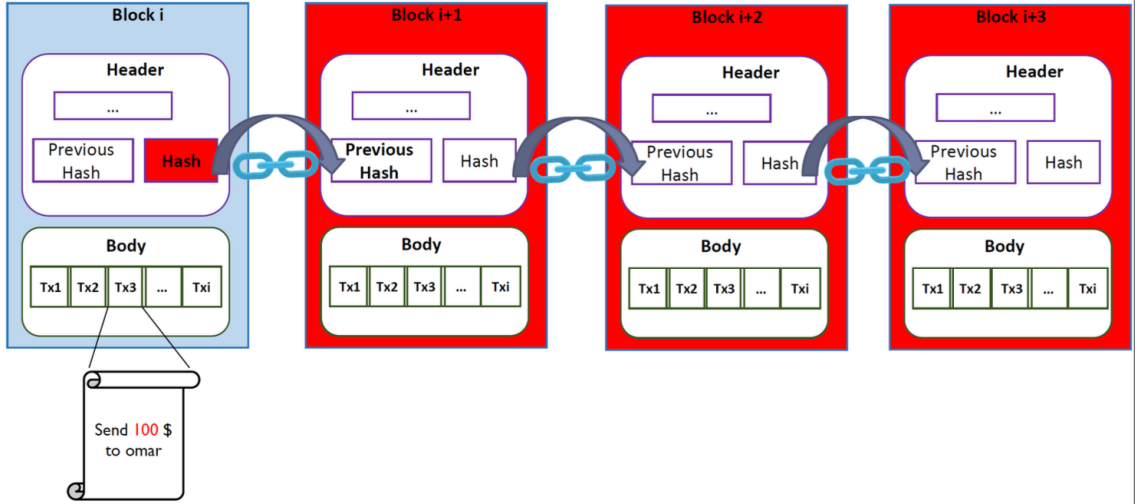 Block i
Header
...
Previous
Hash
Hash
Body
Tx1 Tx2 Tx3 ... Txi
Send 100 $
to omar
Block i+1
Header
...
Previous
Hash
Hash
Body
Tx1 Tx2 Tx3 ... Txi
Block i+2
Header
...
Previous
Hash
Hash
Body
Tx1 Tx2 Tx3 ... Txi
Block i+3
Header
...
Previous
Hash
Hash
Body
Tx1 Tx2 Tx3 ... Txi